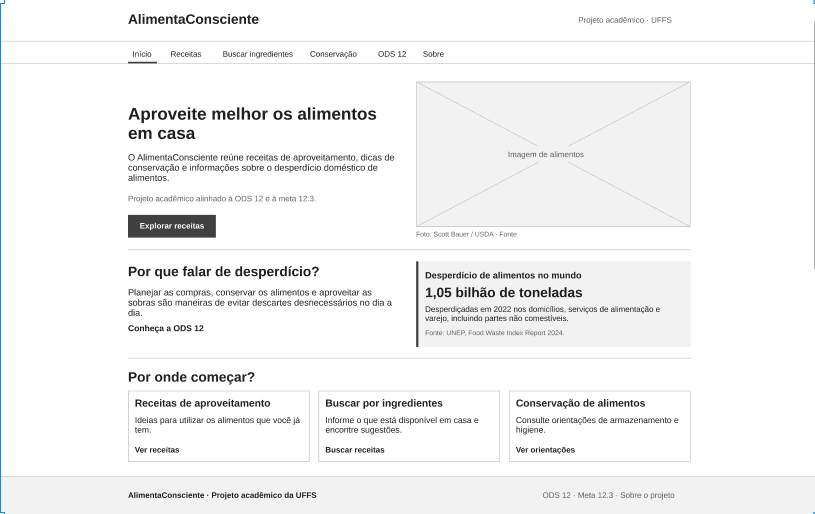 AlimentaConsciente
Projeto acadêmico · UFFS
Início
Receitas
Buscar ingredientes
Conservação
ODS 12
Sobre
Aproveite melhor os alimentos
em casa
O AlimentaConsciente reúne receitas de aproveitamento, dicas de
conservação e informações sobre o desperdício doméstico de
alimentos.
Projeto acadêmico alinhado à ODS 12 e à meta 12.3.
Explorar receitas
Imagem de alimentos
Foto: Scott Bauer / USDA · Fonte
Por que falar de desperdício?
Planejar as compras, conservar os alimentos e aproveitar as
sobras são maneiras de evitar descartes desnecessários no dia a
dia.
Conheça a ODS 12
Desperdício de alimentos no mundo
1,05 bilhão de toneladas
Desperdiçadas em 2022 nos domicílios, serviços de alimentação e
varejo, incluindo partes não comestíveis.
Fonte: UNEP, Food Waste Index Report 2024.
Por onde começar?
Receitas de aproveitamento
Ideias para utilizar os alimentos que você já
tem.
Ver receitas
Buscar por ingredientes
Informe o que está disponível em casa e
encontre sugestões.
Buscar receitas
Conservação de alimentos
Consulte orientações de armazenamento e
higiene.
Ver orientações
AlimentaConsciente · Projeto acadêmico da UFFS
ODS 12 · Meta 12.3 · Sobre o projeto